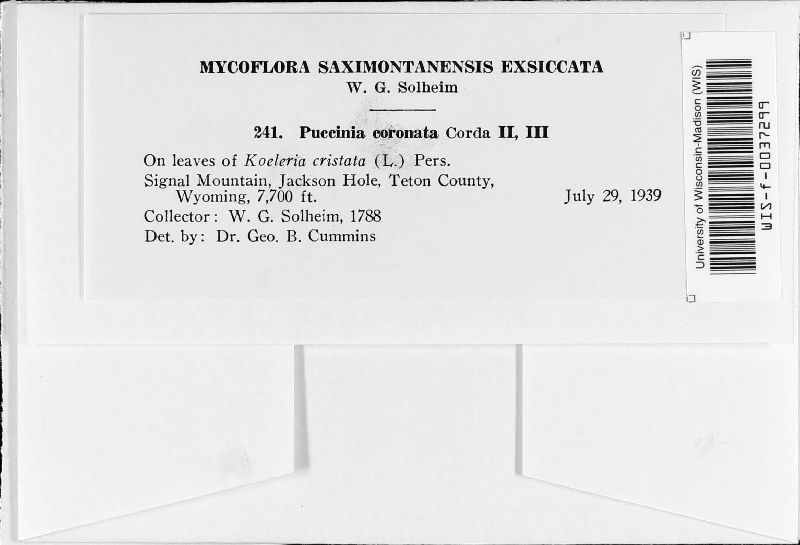 MYCOFLORA SAXIMONTANENSIS EXSICCATA
W. G. Solheim
241. Puccinia coronata Corda II, III
On leaves of Koeleria cristata (L.) Pers.
Signal Mountain, Jackson Hole, Teton County,
Wyoming, 7,700 ft. July 29, 1939
Collector: W. G. Solheim, 1788
Det. by: Dr. Geo. B. Cummins
University of Wisconsin-Madison (WIS)
WIS-f-0037299